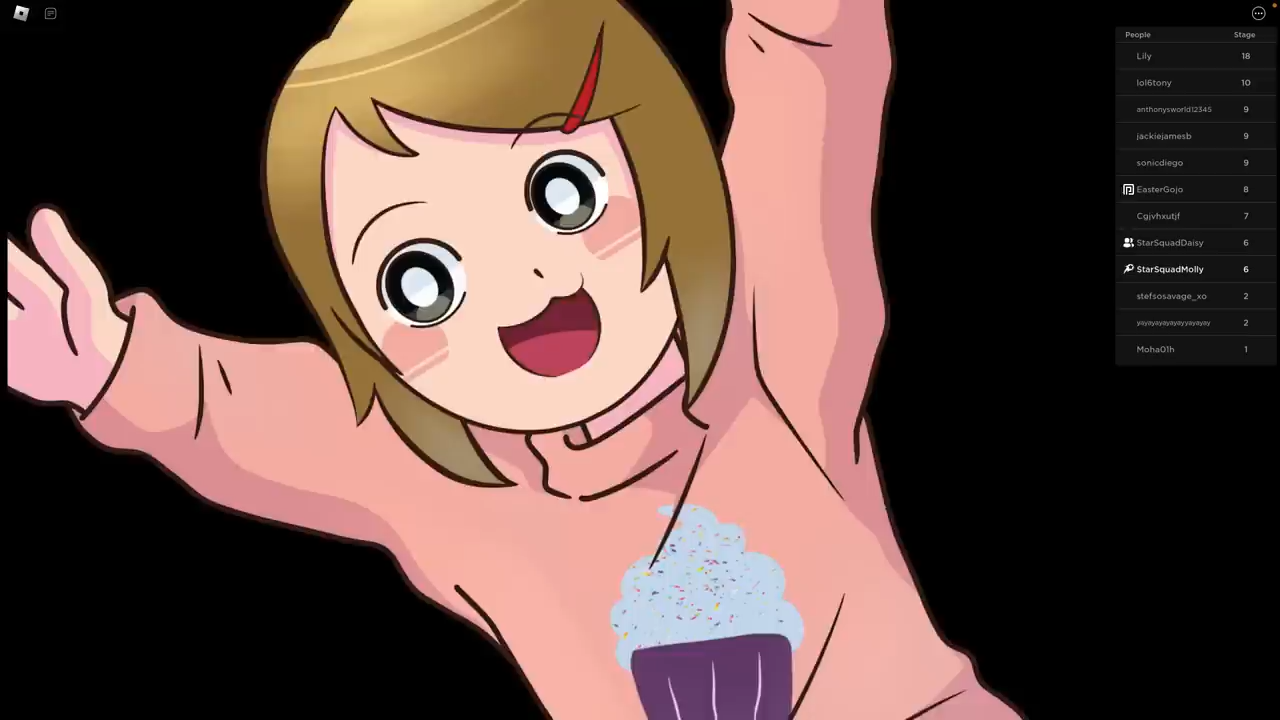 People Stage
Lily 18
lol6tony 10
anthonysworld12345 9
jackiejamesb 9
sonicdiego 9
EasterGojo 8
Cgjvhxutjf 7
StarSquadDaisy 6
StarSquadMolly 6
stefsosavage_xo 2
yayayayayayayyayayay 2
Moha01h 1